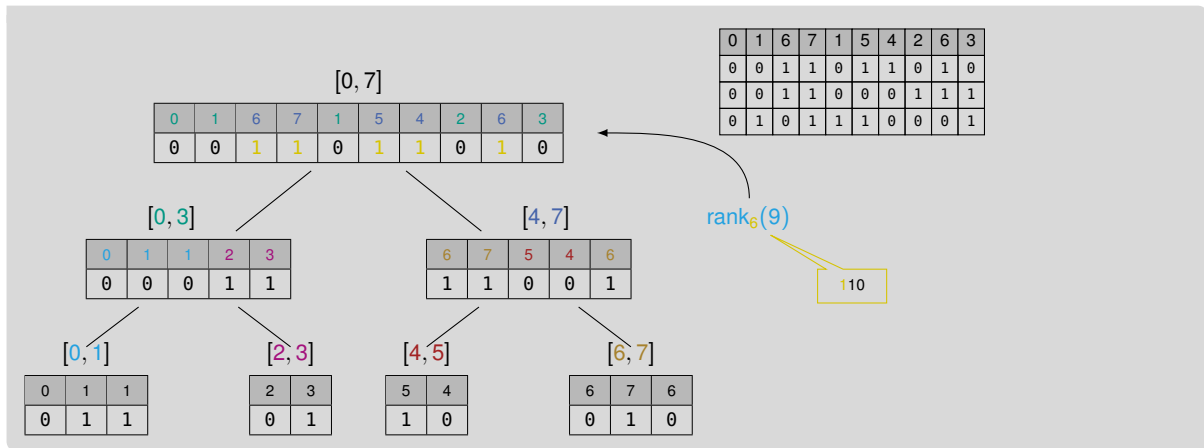 0 1 6 7 1 5 4 2 6 3
0 0 1 1 0 1 1 0 1 0
0 0 1 1 0 0 0 1 1 1
0 1 0 1 1 1 0 0 0 1
[0, 7]
0 1 6 7 1 5 4 2 6 3
0 0 1 1 0 1 1 0 1 0
[0, 3]
0 1 1 2 3
0 0 0 1 1
[4, 7]
6 7 5 4 6
1 1 0 0 1
rank₆(9)
110
[0, 1]
0 1 1
0 1 1
[2, 3]
2 3
0 1
[4, 5]
5 4
1 0
[6, 7]
6 7 6
0 1 0